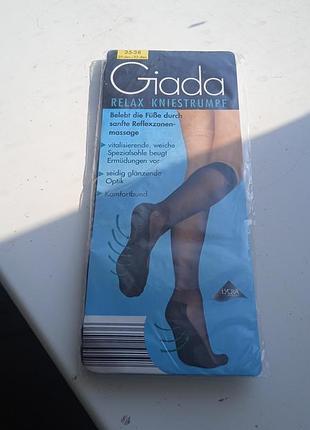 35-38
Giada
RELAX KNIESTRUMPF
Belebt die Füße durch
sanfte Reflexzonen-
massage
vitalisierende, weiche
Spezialsohle beugt
Ermüdungen vor
seidig glänzende
Optik
Komfortbund
LYCRA